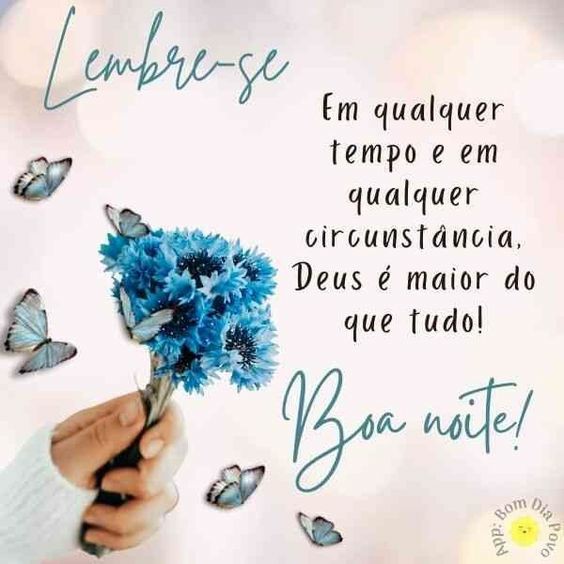 Lembre-se
Em qualquer
tempo e em
qualquer
circunstância,
Deus é maior do
que tudo!
Boa noite!
App: Bom Dia Povo